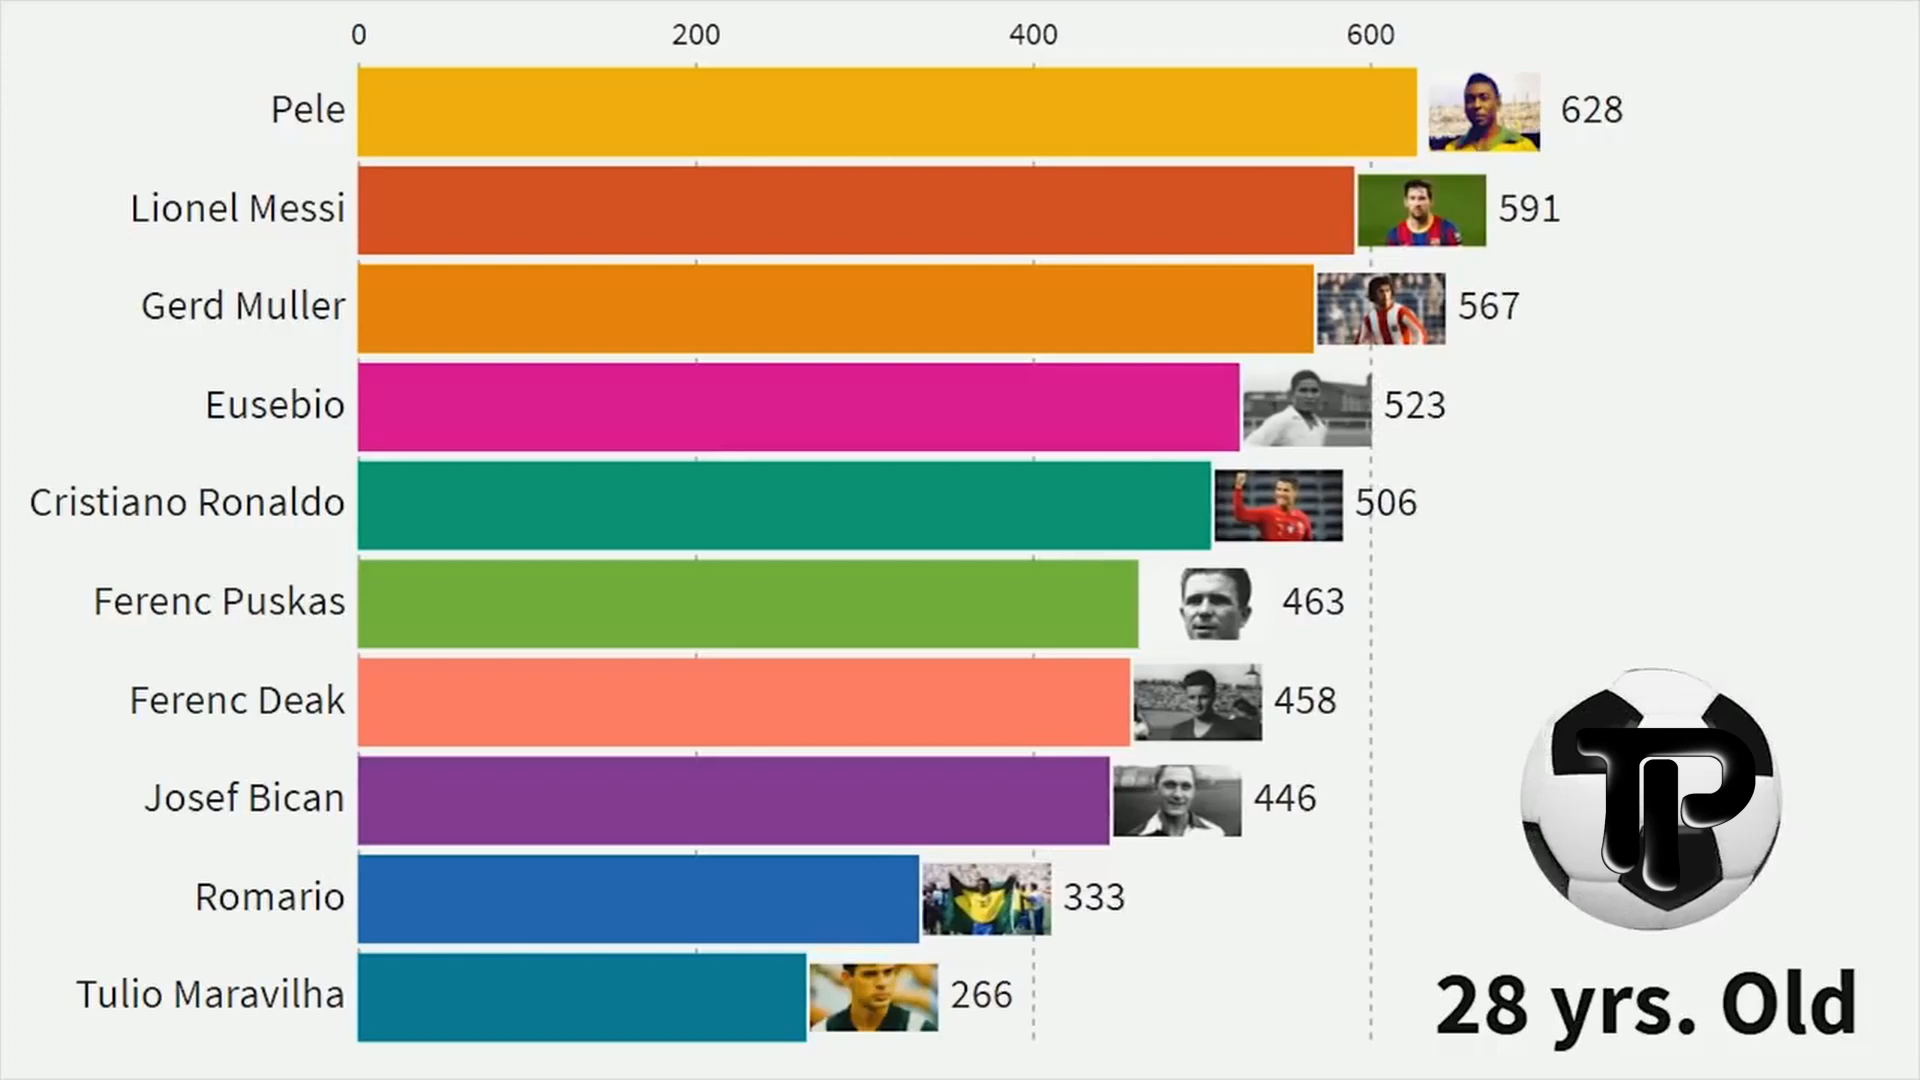 0 200 400 600
Pele 628
Lionel Messi 591
Gerd Muller 567
Eusebio 523
Cristiano Ronaldo 506
Ferenc Puskas 463
Ferenc Deak 458
Josef Bican 446
Romario 333
Tulio Maravilha 266
TP
28 yrs. Old